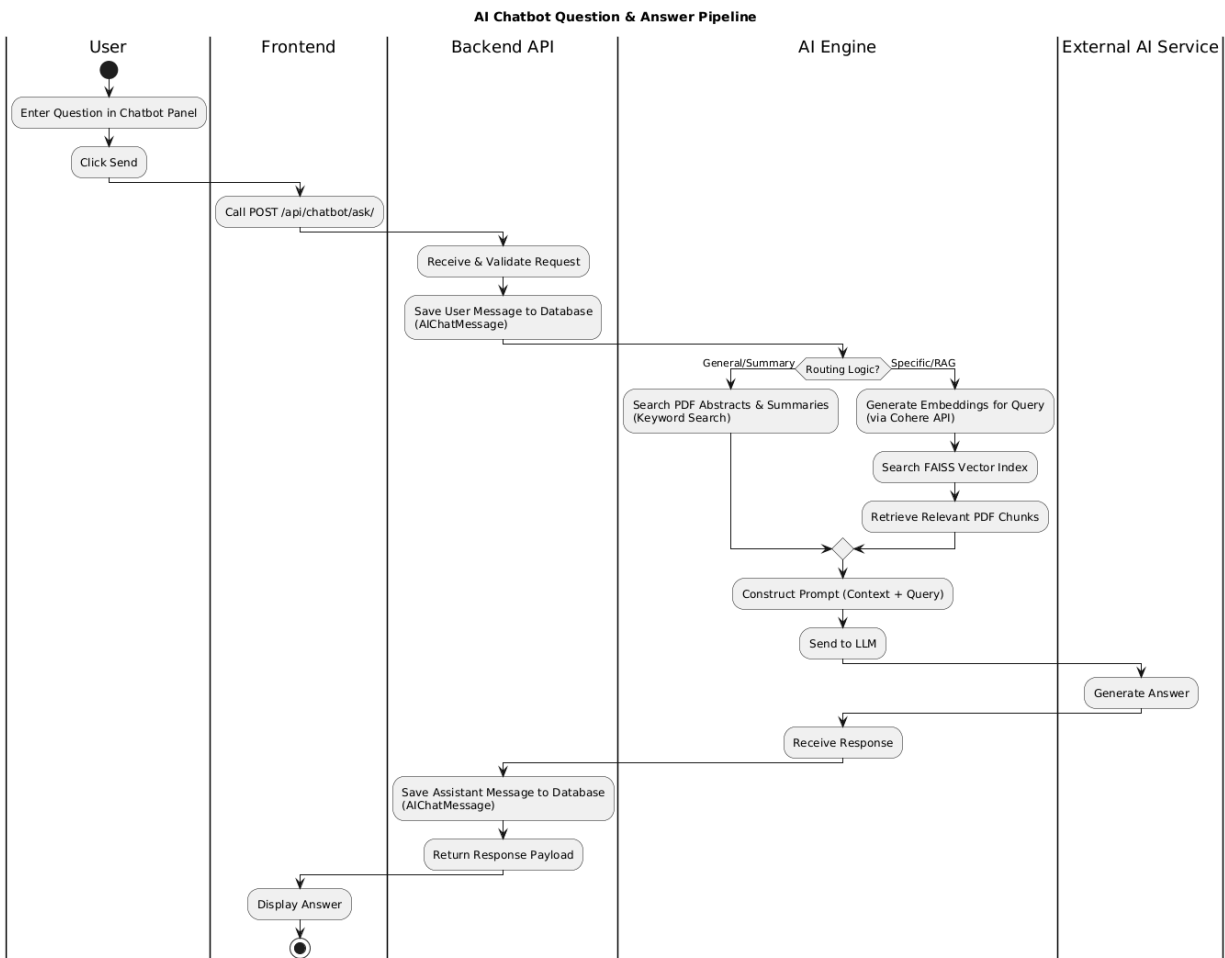 AI Chatbot Question & Answer Pipeline
User
Frontend
Backend API
AI Engine
External AI Service
Enter Question in Chatbot Panel
Click Send
Call POST /api/chatbot/ask/
Receive & Validate Request
Save User Message to Database
(AIChatMessage)
General/Summary
Routing Logic?
Specific/RAG
Search PDF Abstracts & Summaries
(Keyword Search)
Generate Embeddings for Query
(via Cohere API)
Search FAISS Vector Index
Retrieve Relevant PDF Chunks
Construct Prompt (Context + Query)
Send to LLM
Generate Answer
Receive Response
Save Assistant Message to Database
(AIChatMessage)
Return Response Payload
Display Answer